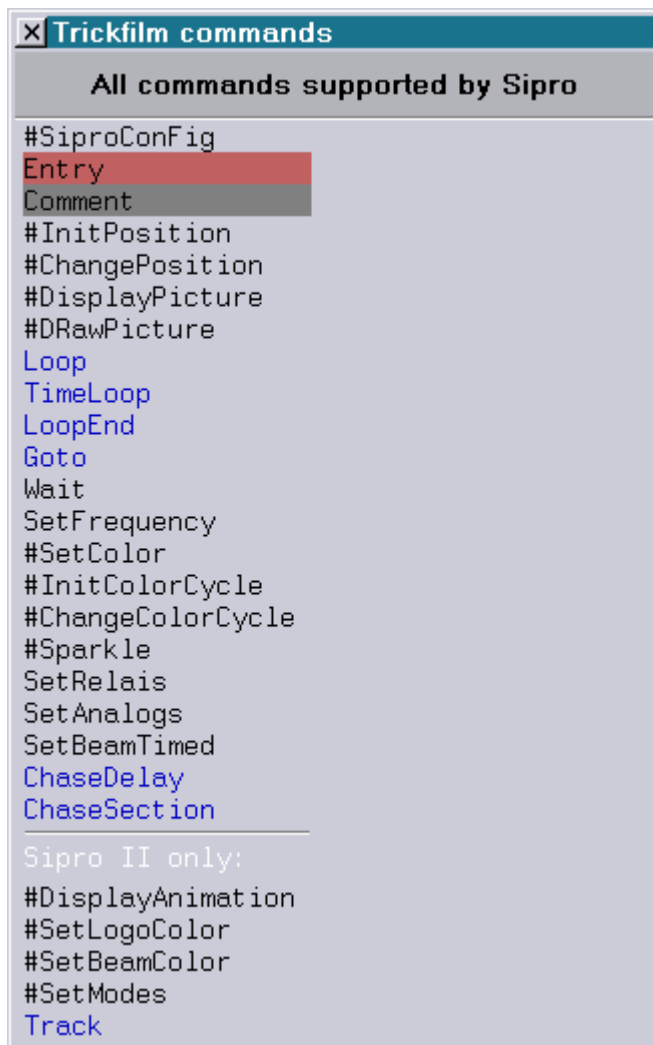 Trickfilm commands
All commands supported by Sipro
#SiproConFig
Entry
Comment
#InitPosition
#ChangePosition
#DisplayPicture
#DRawPicture
Loop
TimeLoop
LoopEnd
Goto
Wait
SetFrequency
#SetColor
#InitColorCycle
#ChangeColorCycle
#Sparkle
SetRelais
SetAnalogs
SetBeamTimed
ChaseDelay
ChaseSection
Sipro II only:
#DisplayAnimation
#SetLogoColor
#SetBeamColor
#SetModes
Track